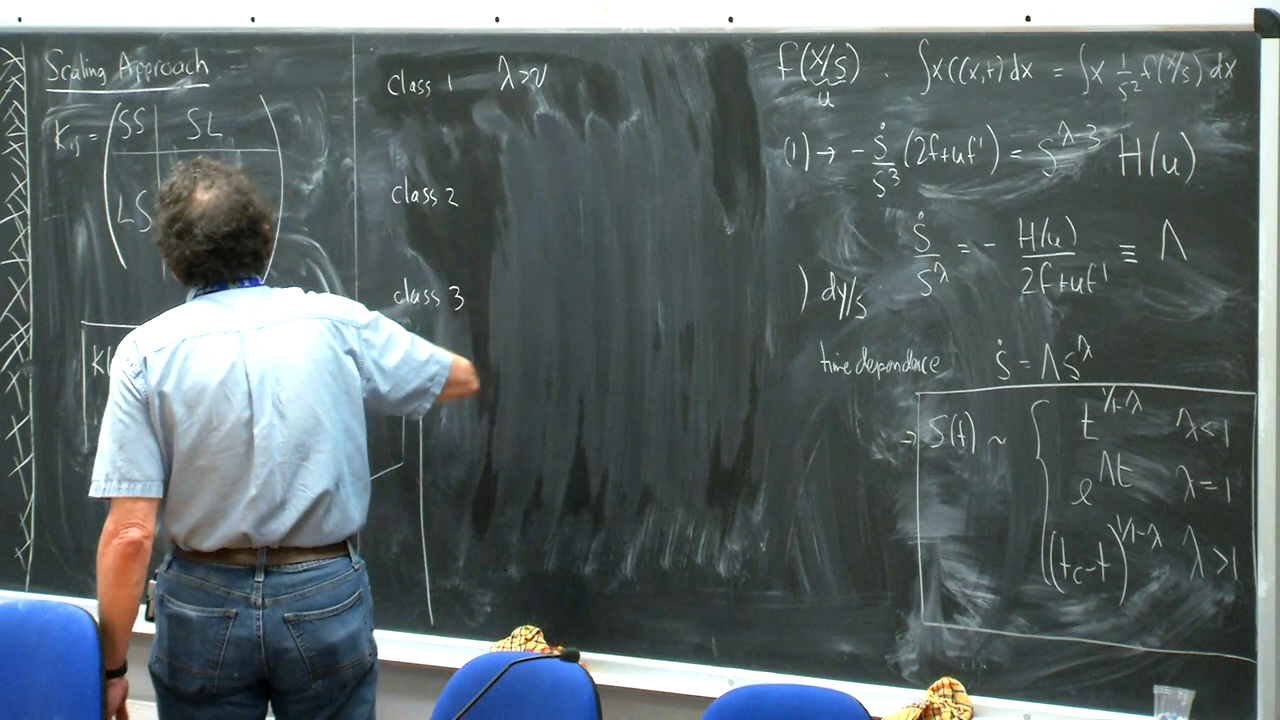 Scaling Approach
K_ij = ( SS | SL
LS
K(
class 1 λ>ν
class 2
class 3
f(x/s) . ∫x c(x,t) dx = ∫x 1/s² f(x/s) dx
u
(1) → - ṡ/s³ (2f+uf') = s^{λ-3} H(u)
ṡ/s^λ = - H(u)/(2f+uf') ≡ Λ
) dy/s
time dependence ṡ = Λs^λ
→ S(t) ~ { t^{1/1-λ} λ<1
e^{Λt} λ=1
(t_c-t)^{1/1-λ} λ>1